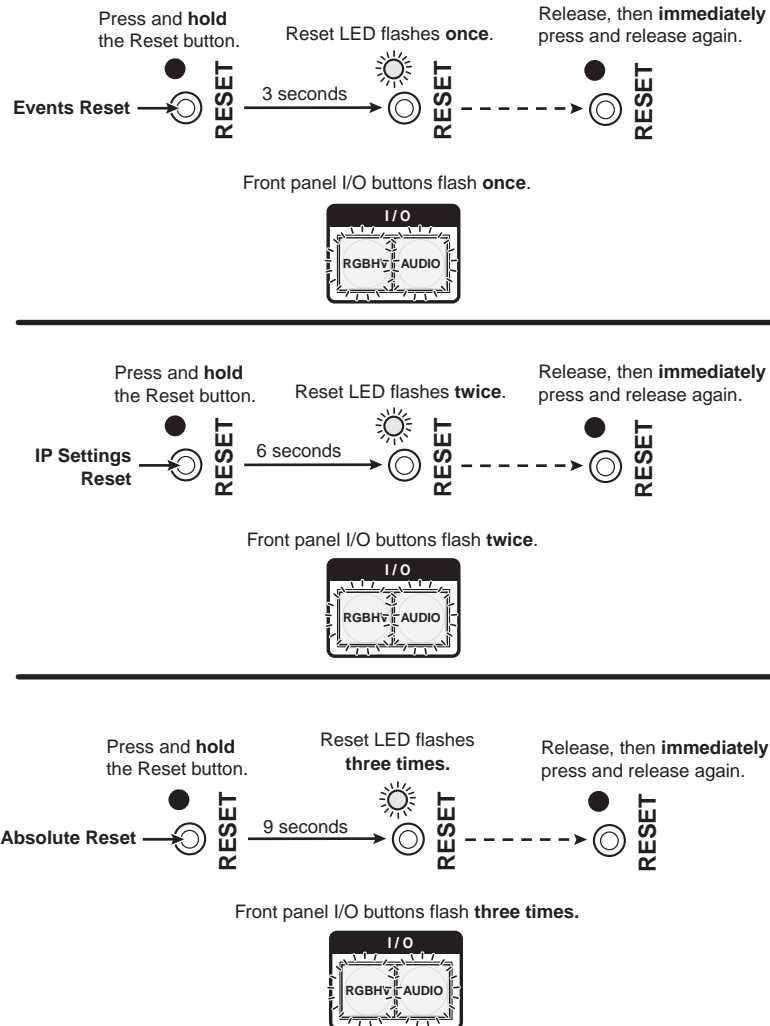 Press and hold
the Reset button.
Reset LED flashes once.
Release, then immediately
press and release again.
Events Reset
RESET
3 seconds
RESET
RESET
Front panel I/O buttons flash once.
I / O
RGBHV
AUDIO
Press and hold
the Reset button.
Reset LED flashes twice.
Release, then immediately
press and release again.
IP Settings
Reset
RESET
6 seconds
RESET
RESET
Front panel I/O buttons flash twice.
I / O
RGBHV
AUDIO
Press and hold
the Reset button.
Reset LED flashes
three times.
Release, then immediately
press and release again.
Absolute Reset
RESET
9 seconds
RESET
RESET
Front panel I/O buttons flash three times.
I / O
RGBHV
AUDIO